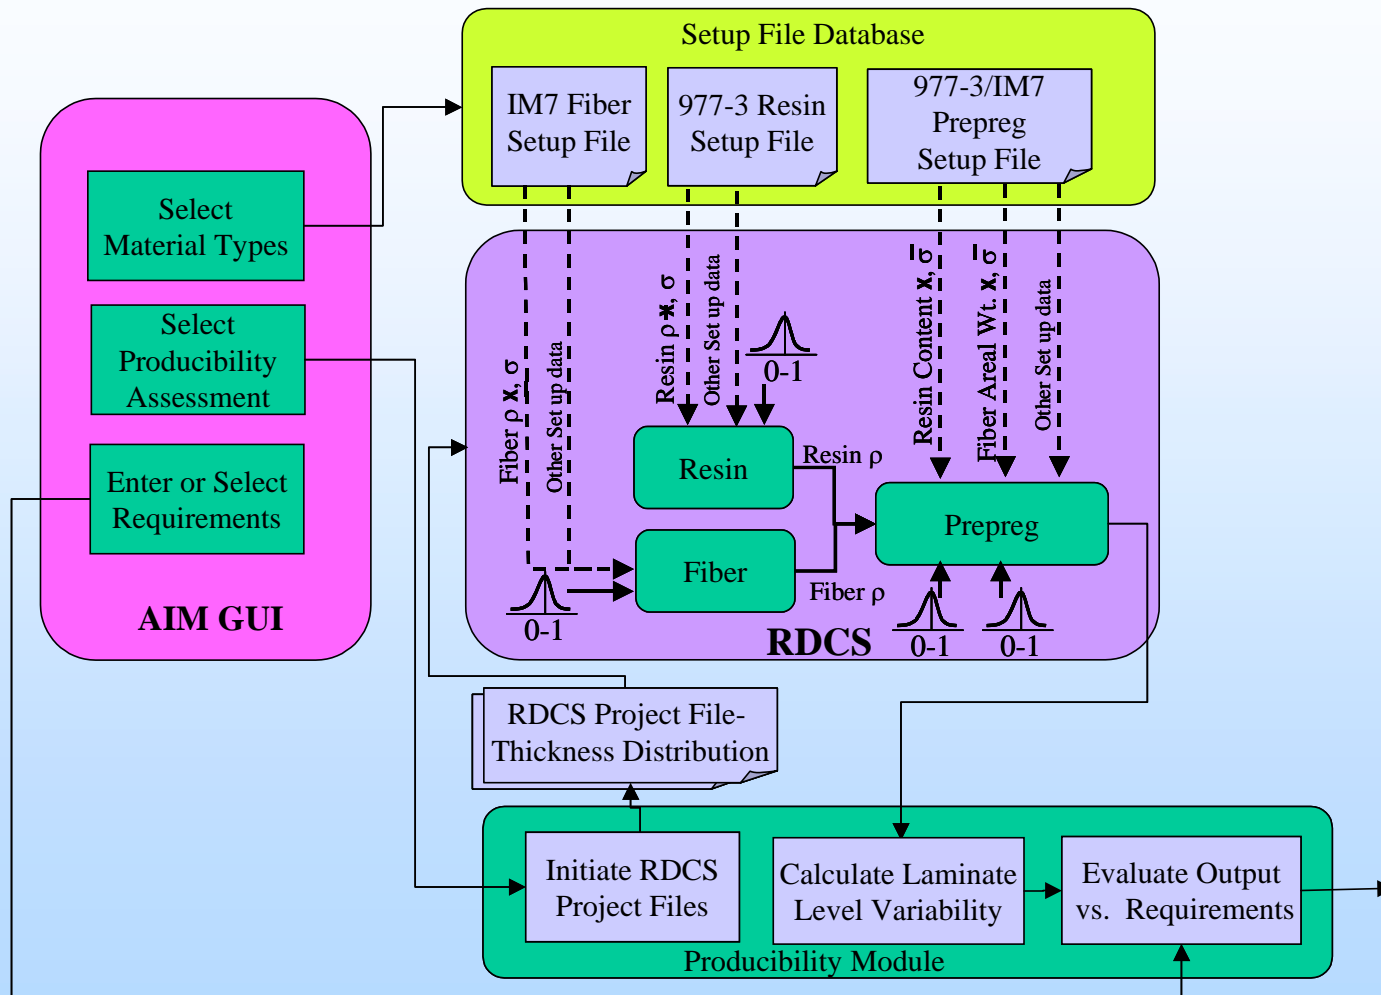 Setup File Database
IM7 Fiber
Setup File
977-3 Resin
Setup File
977-3/IM7
Prepreg
Setup File
Select
Material Types
Select
Producibility
Assessment
Enter or Select
Requirements
AIM GUI
Fiber ρ x, σ
Other Set up data
Resin ρ x, σ
Other Set up data
0-1
Resin Content x̄, σ̄
Fiber Areal Wt. x̄, σ̄
Other Set up data
Resin
Resin ρ
Prepreg
Fiber
Fiber ρ
0-1
0-1
0-1
RDCS
RDCS Project File-
Thickness Distribution
Initiate RDCS
Project Files
Calculate Laminate
Level Variability
Evaluate Output
vs. Requirements
Producibility Module